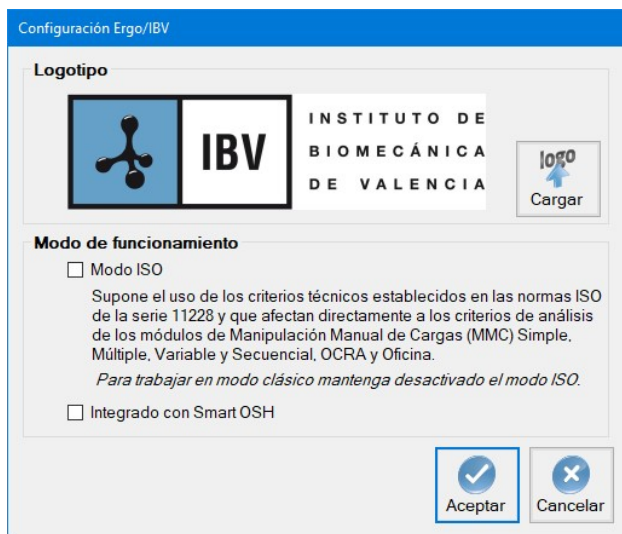 Configuración Ergo/IBV
Logotipo
IBV
INSTITUTO DE
BIOMECÁNICA
DE VALENCIA
logo
Cargar
Modo de funcionamiento
Modo ISO
Supone el uso de los criterios técnicos establecidos en las normas ISO
de la serie 11228 y que afectan directamente a los criterios de análisis
de los módulos de Manipulación Manual de Cargas (MMC) Simple,
Múltiple, Variable y Secuencial, OCRA y Oficina.
Para trabajar en modo clásico mantenga desactivado el modo ISO.
Integrado con Smart OSH
Aceptar
Cancelar